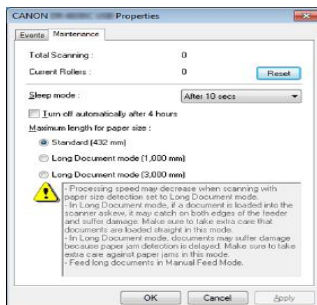 CANON USB Properties
Events Maintenance
Total Scanning : 0
Current Rollers : 0 Reset
Sleep mode : After 10 secs
Turn off automatically after 4 hours
Maximum length for paper size :
Standard (432 mm)
Long Document mode (1,000 mm)
Long Document mode (3,000 mm)
- Processing speed may decrease when scanning with
paper size detection set to Long Document mode.
- In Long Document mode, if a document is loaded into the
scanner askew, it may catch on both edges of the feeder
and suffer damage. Make sure to take extra care that
documents are loaded straight in this mode.
- In Long Document mode, documents may suffer damage
because paper jam detection is delayed. Make sure to take
extra care against paper jams in this mode.
- Feed long documents in Manual Feed Mode.
OK Cancel Apply